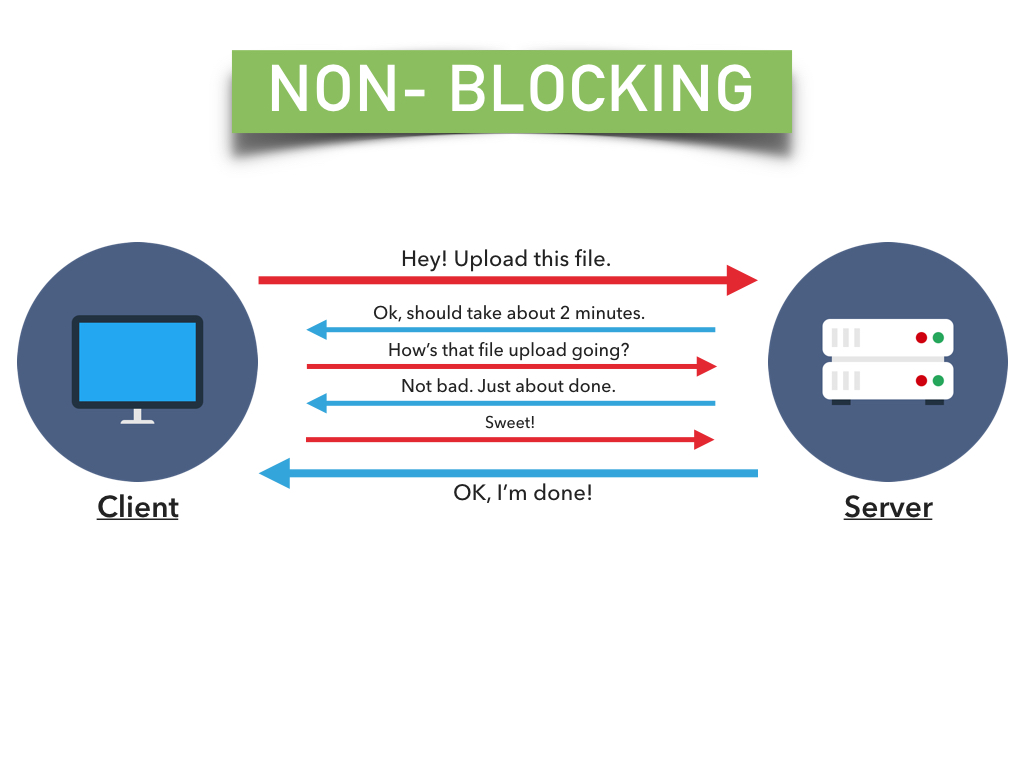 NON- BLOCKING
Hey! Upload this file.
Ok, should take about 2 minutes.
How’s that file upload going?
Not bad. Just about done.
Sweet!
OK, I’m done!
Client
Server